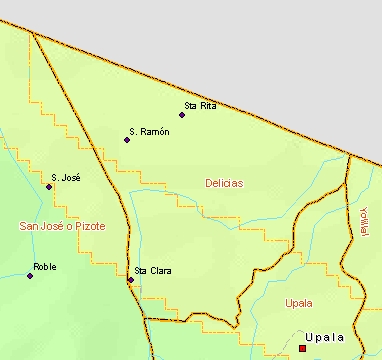 Sta Rita
S. Ramón
S. José
Delicias
San José o Pizote
Yolillal
Roble
Sta Clara
Upala
Upala